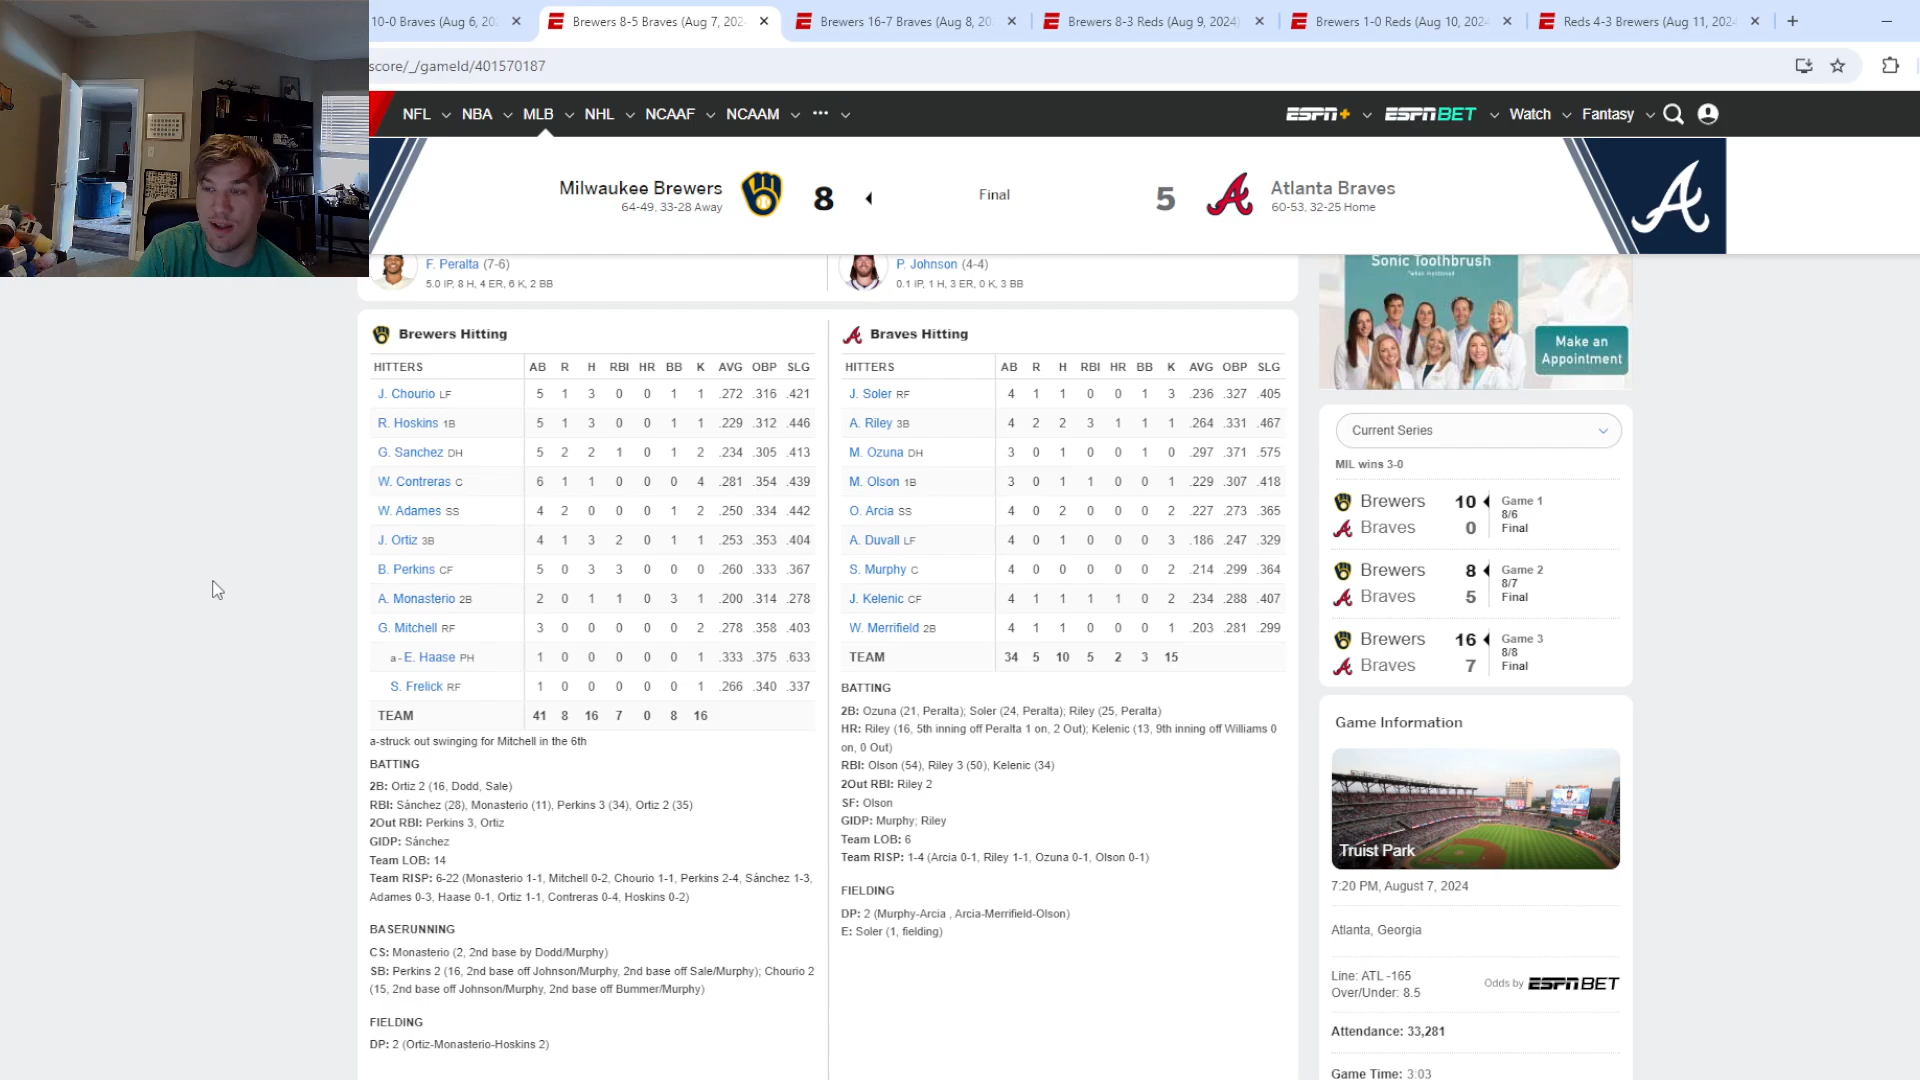 10-0 Braves (Aug 6, 202
Brewers 8-5 Braves (Aug 7, 202
Brewers 16-7 Braves (Aug 8, 20
Brewers 8-3 Reds (Aug 9, 2024)
Brewers 1-0 Reds (Aug 10, 2024
Reds 4-3 Brewers (Aug 11, 2024
score/_/gameId/401570187
NFL NBA MLB NHL NCAAF NCAAM ••• ESPN+ ESPN BET Watch Fantasy
Milwaukee Brewers 8 Final 5 Atlanta Braves
64-49, 33-28 Away 60-53, 32-25 Home
F. Peralta (7-6)
5.0 IP, 8 H, 4 ER, 6 K, 2 BB
P. Johnson (4-4)
0.1 IP, 1 H, 3 ER, 0 K, 3 BB
Brewers Hitting
HITTERS AB R H RBI HR BB K AVG OBP SLG
J. Chourio LF 5 1 3 0 0 1 1 .272 .316 .421
R. Hoskins 1B 5 1 3 0 0 1 1 .229 .312 .446
G. Sanchez DH 5 2 2 1 0 1 2 .234 .305 .413
W. Contreras C 6 1 1 0 0 0 4 .281 .354 .439
W. Adames SS 4 2 0 0 0 1 2 .250 .334 .442
J. Ortiz 3B 4 1 3 2 0 1 1 .253 .353 .404
B. Perkins CF 5 0 3 3 0 0 0 .260 .333 .367
A. Monasterio 2B 2 0 1 1 0 3 1 .200 .314 .278
G. Mitchell RF 3 0 0 0 0 0 2 .278 .358 .403
a-E. Haase PH 1 0 0 0 0 0 1 .333 .375 .633
S. Frelick RF 1 0 0 0 0 0 1 .266 .340 .337
TEAM 41 8 16 7 0 8 16
a-struck out swinging for Mitchell in the 6th
BATTING
2B: Ortiz 2 (16, Dodd, Sale)
RBI: Sánchez (28), Monasterio (11), Perkins 3 (34), Ortiz 2 (35)
2Out RBI: Perkins 3, Ortiz
GIDP: Sánchez
Team LOB: 14
Team RISP: 6-22 (Monasterio 1-1, Mitchell 0-2, Chourio 1-1, Perkins 2-4, Sánchez 1-3,
Adames 0-3, Haase 0-1, Ortiz 1-1, Contreras 0-4, Hoskins 0-2)
BASERUNNING
CS: Monasterio (2, 2nd base by Dodd/Murphy)
SB: Perkins 2 (16, 2nd base off Johnson/Murphy, 2nd base off Sale/Murphy); Chourio 2
(15, 2nd base off Johnson/Murphy, 2nd base off Bummer/Murphy)
FIELDING
DP: 2 (Ortiz-Monasterio-Hoskins 2)
Braves Hitting
HITTERS AB R H RBI HR BB K AVG OBP SLG
J. Soler RF 4 1 1 0 0 1 3 .236 .327 .405
A. Riley 3B 4 2 2 3 1 1 1 .264 .331 .467
M. Ozuna DH 3 0 1 0 0 1 0 .297 .371 .575
M. Olson 1B 3 0 1 1 0 0 1 .229 .307 .418
O. Arcia SS 4 0 2 0 0 0 2 .227 .273 .365
A. Duvall LF 4 0 1 0 0 0 3 .186 .247 .329
S. Murphy C 4 0 0 0 0 0 2 .214 .299 .364
J. Kelenic CF 4 1 1 1 1 0 2 .234 .288 .407
W. Merrifield 2B 4 1 1 0 0 0 1 .203 .281 .299
TEAM 34 5 10 5 2 3 15
BATTING
2B: Ozuna (21, Peralta); Soler (24, Peralta); Riley (25, Peralta)
HR: Riley (16, 5th inning off Peralta 1 on, 2 Out); Kelenic (13, 9th inning off Williams 0
on, 0 Out)
RBI: Olson (54), Riley 3 (50), Kelenic (34)
2Out RBI: Riley 2
SF: Olson
GIDP: Murphy; Riley
Team LOB: 6
Team RISP: 1-4 (Arcia 0-1, Riley 1-1, Ozuna 0-1, Olson 0-1)
FIELDING
DP: 2 (Murphy-Arcia , Arcia-Merrifield-Olson)
E: Soler (1, fielding)
Sonic Toothbrush
Make an
Appointment
Current Series
MIL wins 3-0
Brewers 10 Game 1
8/6
Braves 0 Final
Brewers 8 Game 2
8/7
Braves 5 Final
Brewers 16 Game 3
8/8
Braves 7 Final
Game Information
Truist Park
7:20 PM, August 7, 2024
Atlanta, Georgia
Line: ATL -165
Over/Under: 8.5
Odds by ESPN BET
Attendance: 33,281
Game Time: 3:03